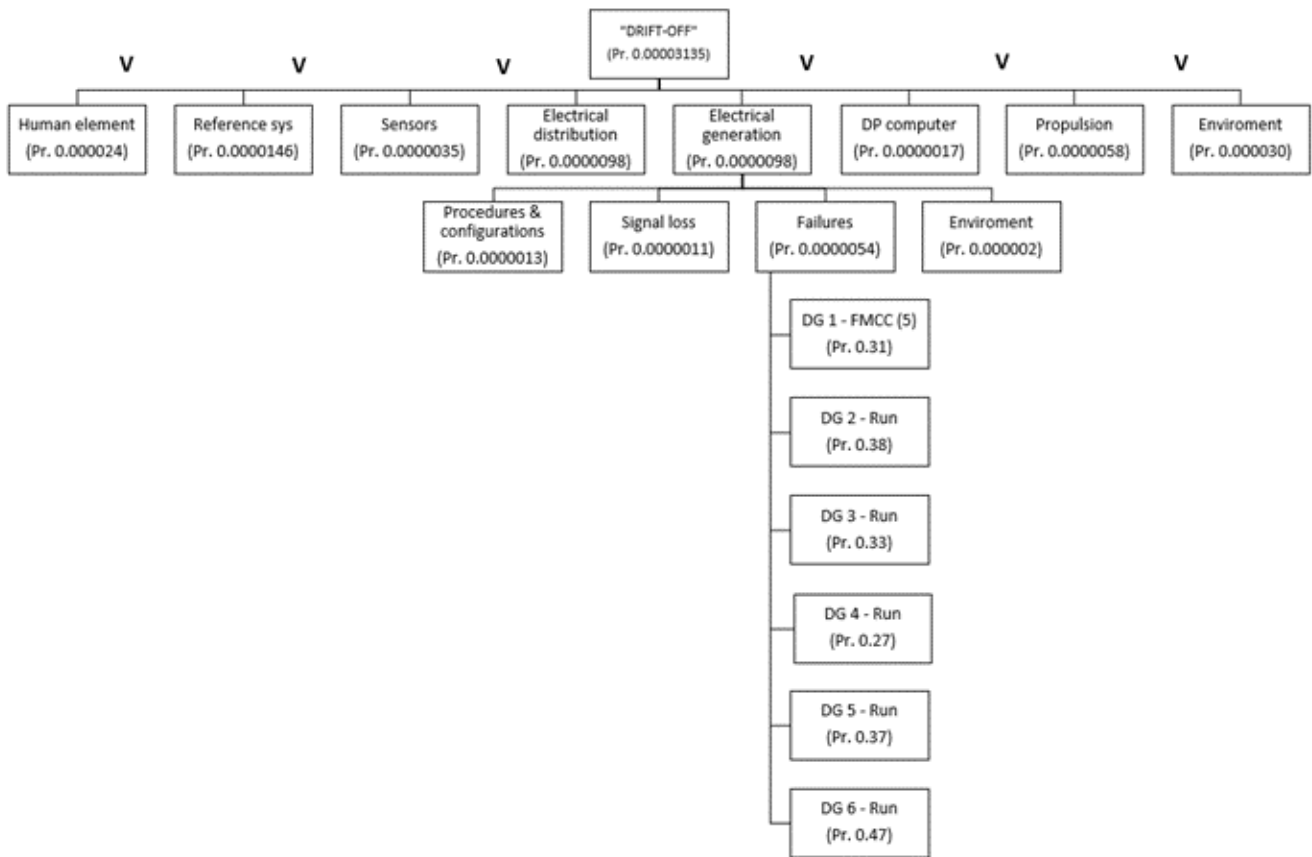 "DRIFT-OFF"
(Pr. 0.00003135)
V V V V V V
Human element
(Pr. 0.000024)
Reference sys
(Pr. 0.0000146)
Sensors
(Pr. 0.0000035)
Electrical
distribution
(Pr. 0.0000098)
Electrical
generation
(Pr. 0.0000098)
DP computer
(Pr. 0.0000017)
Propulsion
(Pr. 0.0000058)
Enviroment
(Pr. 0.000030)
Procedures &
configurations
(Pr. 0.0000013)
Signal loss
(Pr. 0.0000011)
Failures
(Pr. 0.0000054)
Enviroment
(Pr. 0.000002)
DG 1 - FMCC (5)
(Pr. 0.31)
DG 2 - Run
(Pr. 0.38)
DG 3 - Run
(Pr. 0.33)
DG 4 - Run
(Pr. 0.27)
DG 5 - Run
(Pr. 0.37)
DG 6 - Run
(Pr. 0.47)